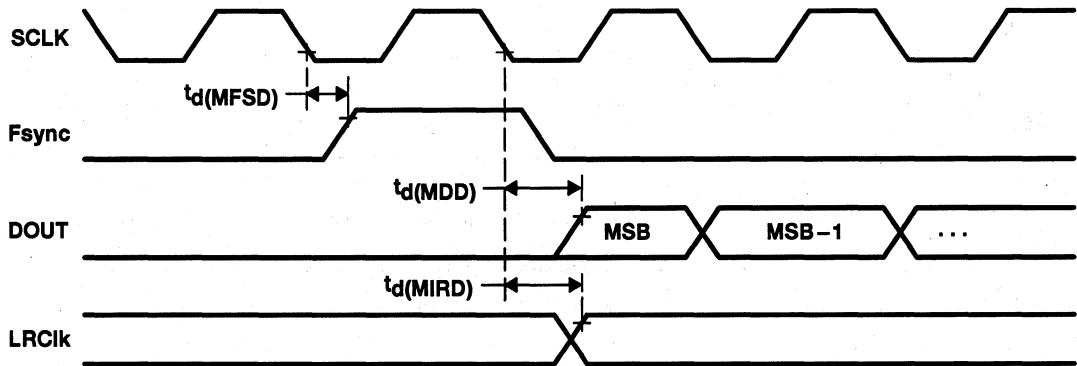 SCLK
td(MFSD)
Fsync
td(MDD)
DOUT
MSB
MSB–1
...
td(MIRD)
LRClk